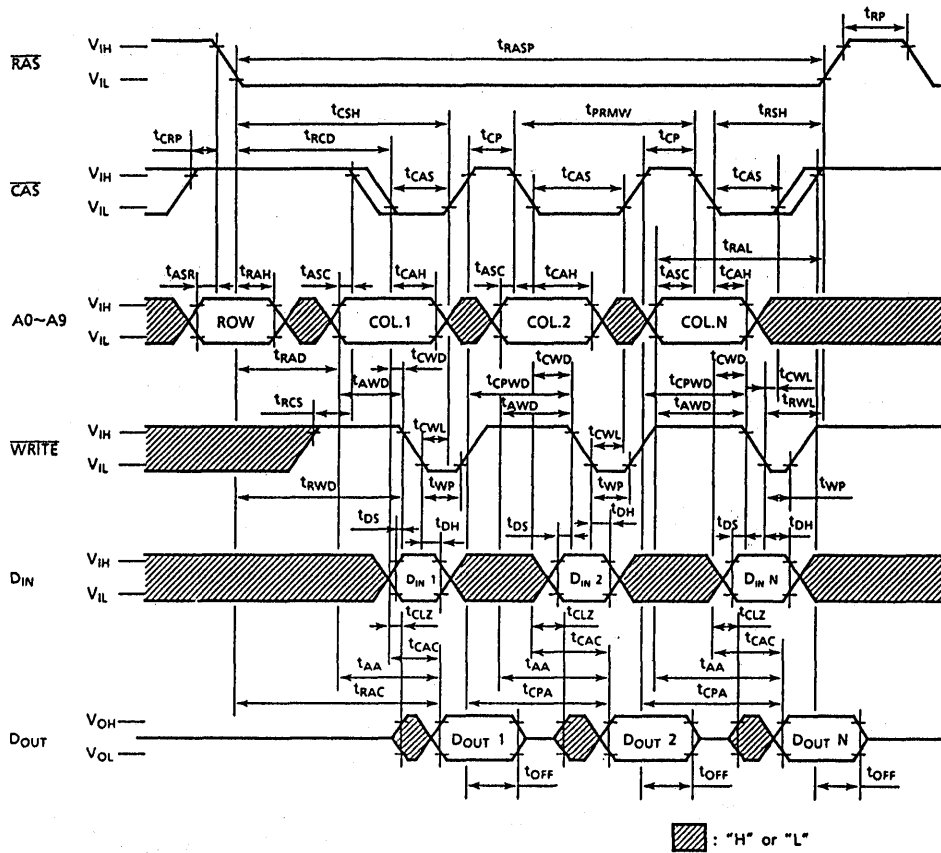 tRP
VIH
tRASP
RAS
VIL
tCSH
tPRMW
tRSH
tCRP
tRCD
tCP
tCP
VIH
CAS
tCAS
tCAS
tCAS
VIL
tRAL
tASR
tRAH
tASC
tCAH
tASC
tCAH
tASC
tCAH
VIH
A0~A9
ROW
COL.1
COL.2
COL.N
VIL
tCWD
tCWD
tCWD
tRAD
tCPWD
tCPWD
tCWL
tAWD
tRCS
tAWD
tAWD
tRWL
VIH
WRITE
tCWL
tCWL
VIL
tWP
tWP
tWP
tRWD
tDH
tDS
tDH
tDS
tDS
tDH
VIH
DIN
DIN 1
DIN 2
DIN N
VIL
tCLZ
tCLZ
tCLZ
tCAC
tCAC
tCAC
tAA
tAA
tAA
tRAC
tCPA
tCPA
VOH
DOUT
DOUT 1
DOUT 2
DOUT N
VOL
tOFF
tOFF
tOFF
: "H" or "L"